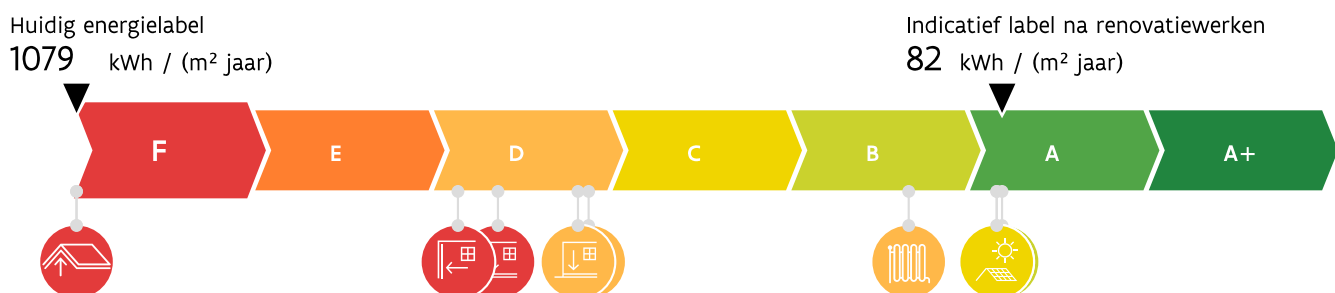 Huidig energielabel
1079 kWh / (m² jaar)
Indicatief label na renovatiewerken
82 kWh / (m² jaar)
F E D C B A A+